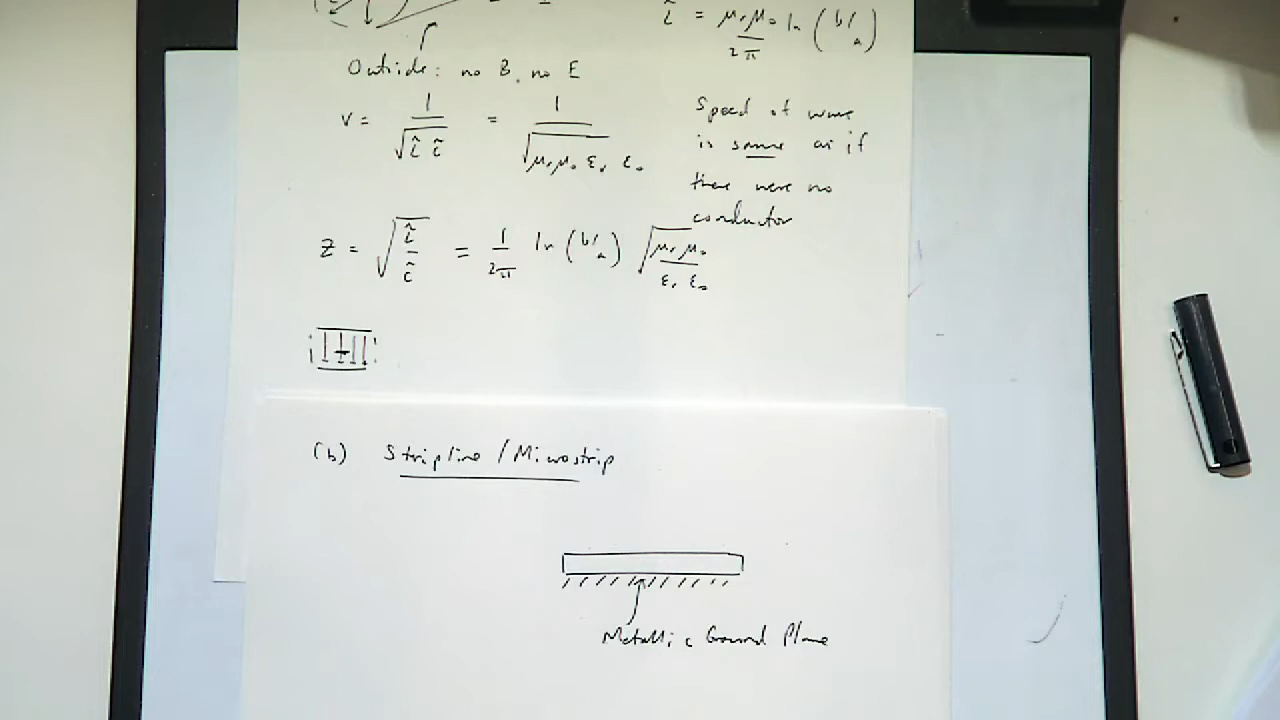 L̂ = μᵣμ₀/2π ln (b/a)
Outside: no B, no E
v = 1/√(L̂ Ĉ) = 1/√(μᵣμ₀ εᵣ ε₀)
Speed of wave
is same as if
there were no
conductor
Z = √(L̂/Ĉ) = 1/2π ln (b/a) √(μᵣμ₀/εᵣ ε₀)
(b) Stripline / Microstrip
Metallic Ground Plane